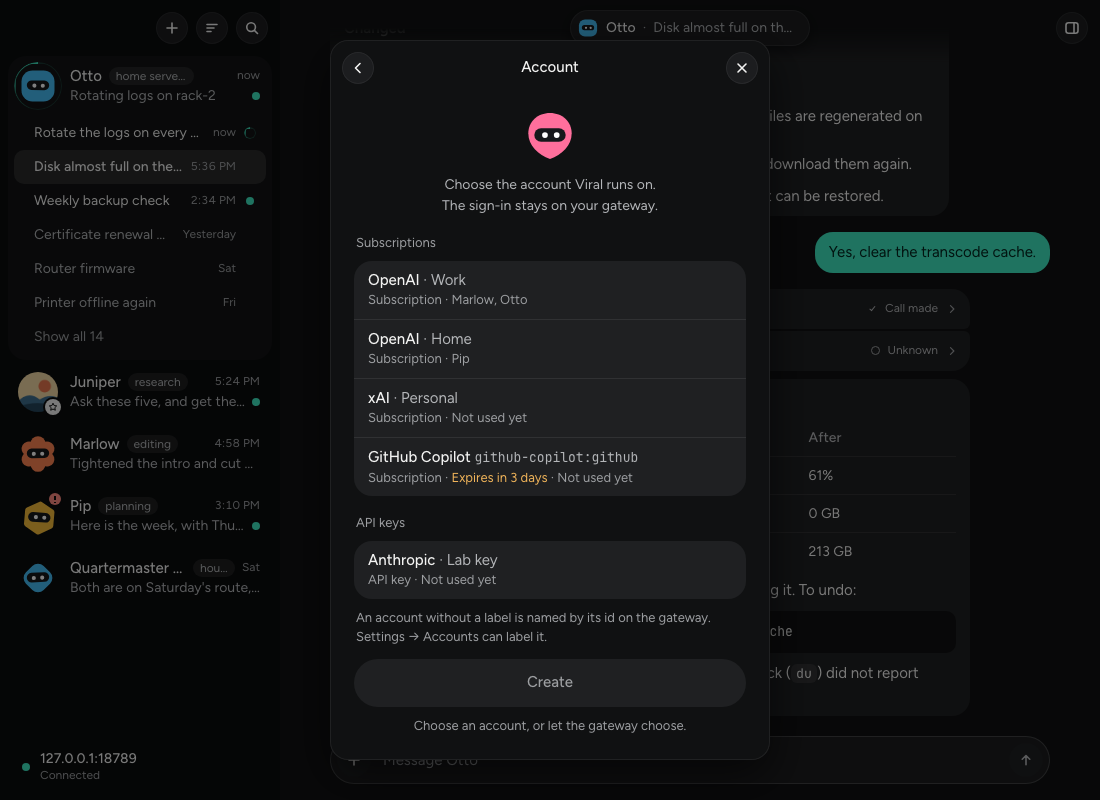 Otto home serve... now
Rotating logs on rack-2
Rotate the logs on every ... now
Disk almost full on the... 5:36 PM
Weekly backup check 2:34 PM
Certificate renewal ... Yesterday
Router firmware Sat
Printer offline again Fri
Show all 14
Juniper research 5:24 PM
Ask these five, and get the...
Marlow editing 4:58 PM
Tightened the intro and cut ...
Pip planning 3:10 PM
Here is the week, with Thu...
Quartermaster ... hou... Sat
Both are on Saturday's route,...
127.0.0.1:18789
Connected
Otto · Disk almost full on th...
Account
Choose the account Viral runs on.
The sign-in stays on your gateway.
Subscriptions
OpenAI · Work
Subscription · Marlow, Otto
OpenAI · Home
Subscription · Pip
xAI · Personal
Subscription · Not used yet
GitHub Copilot github-copilot:github
Subscription · Expires in 3 days · Not used yet
API keys
Anthropic · Lab key
API key · Not used yet
An account without a label is named by its id on the gateway.
Settings → Accounts can label it.
Create
Choose an account, or let the gateway choose.
are regenerated on
download them again.
can be restored.
Yes, clear the transcode cache.
Call made
Unknown
After
61%
0 GB
213 GB
it. To undo:
(du) did not report
Message Otto